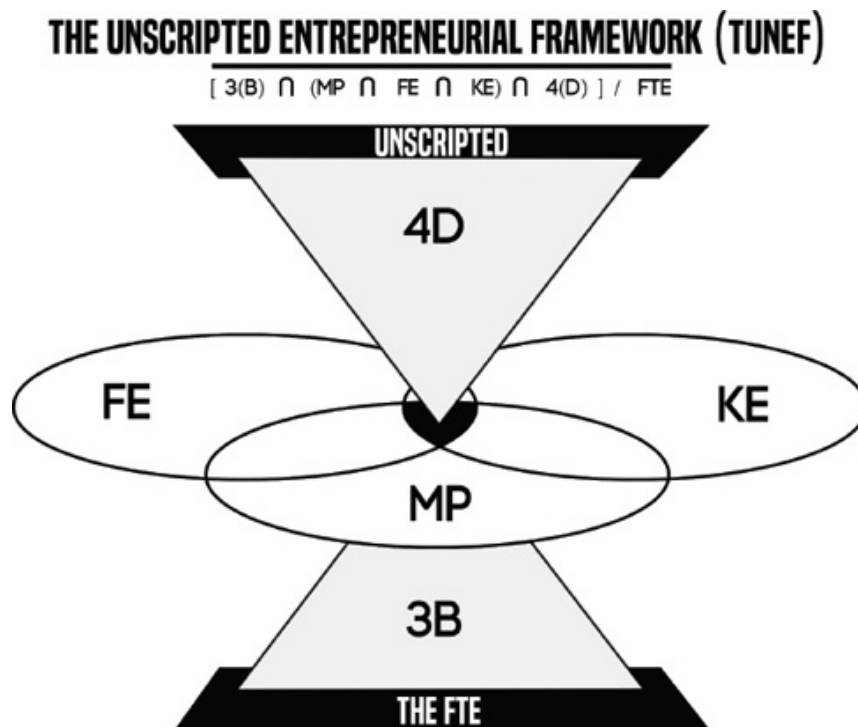 THE UNSCRIPTED ENTREPRENEURIAL FRAMEWORK (TUNEF)
[ 3(B) ∩ (MP ∩ FE ∩ KE) ∩ 4(D) ] / FTE
UNSCRIPTED
4D
FE
KE
MP
3B
THE FTE